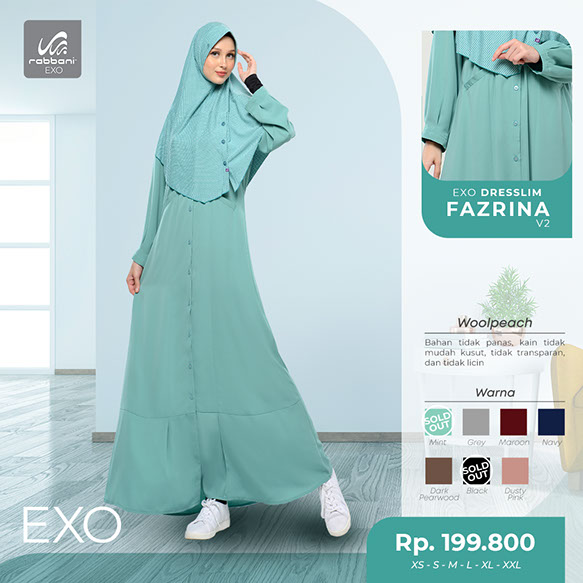 rabbani
EXO
EXO DRESSLIM
FAZRINA
V2
Woolpeach
Bahan tidak panas, kain tidak
mudah kusut, tidak transparan,
dan tidak licin
Warna
SOLD
OUT
Mint
Grey
Maroon
Navy
Dark
Pearwood
SOLD
OUT
Black
Dusty
Pink
EXO
Rp. 199.800
XS - S - M - L - XL - XXL